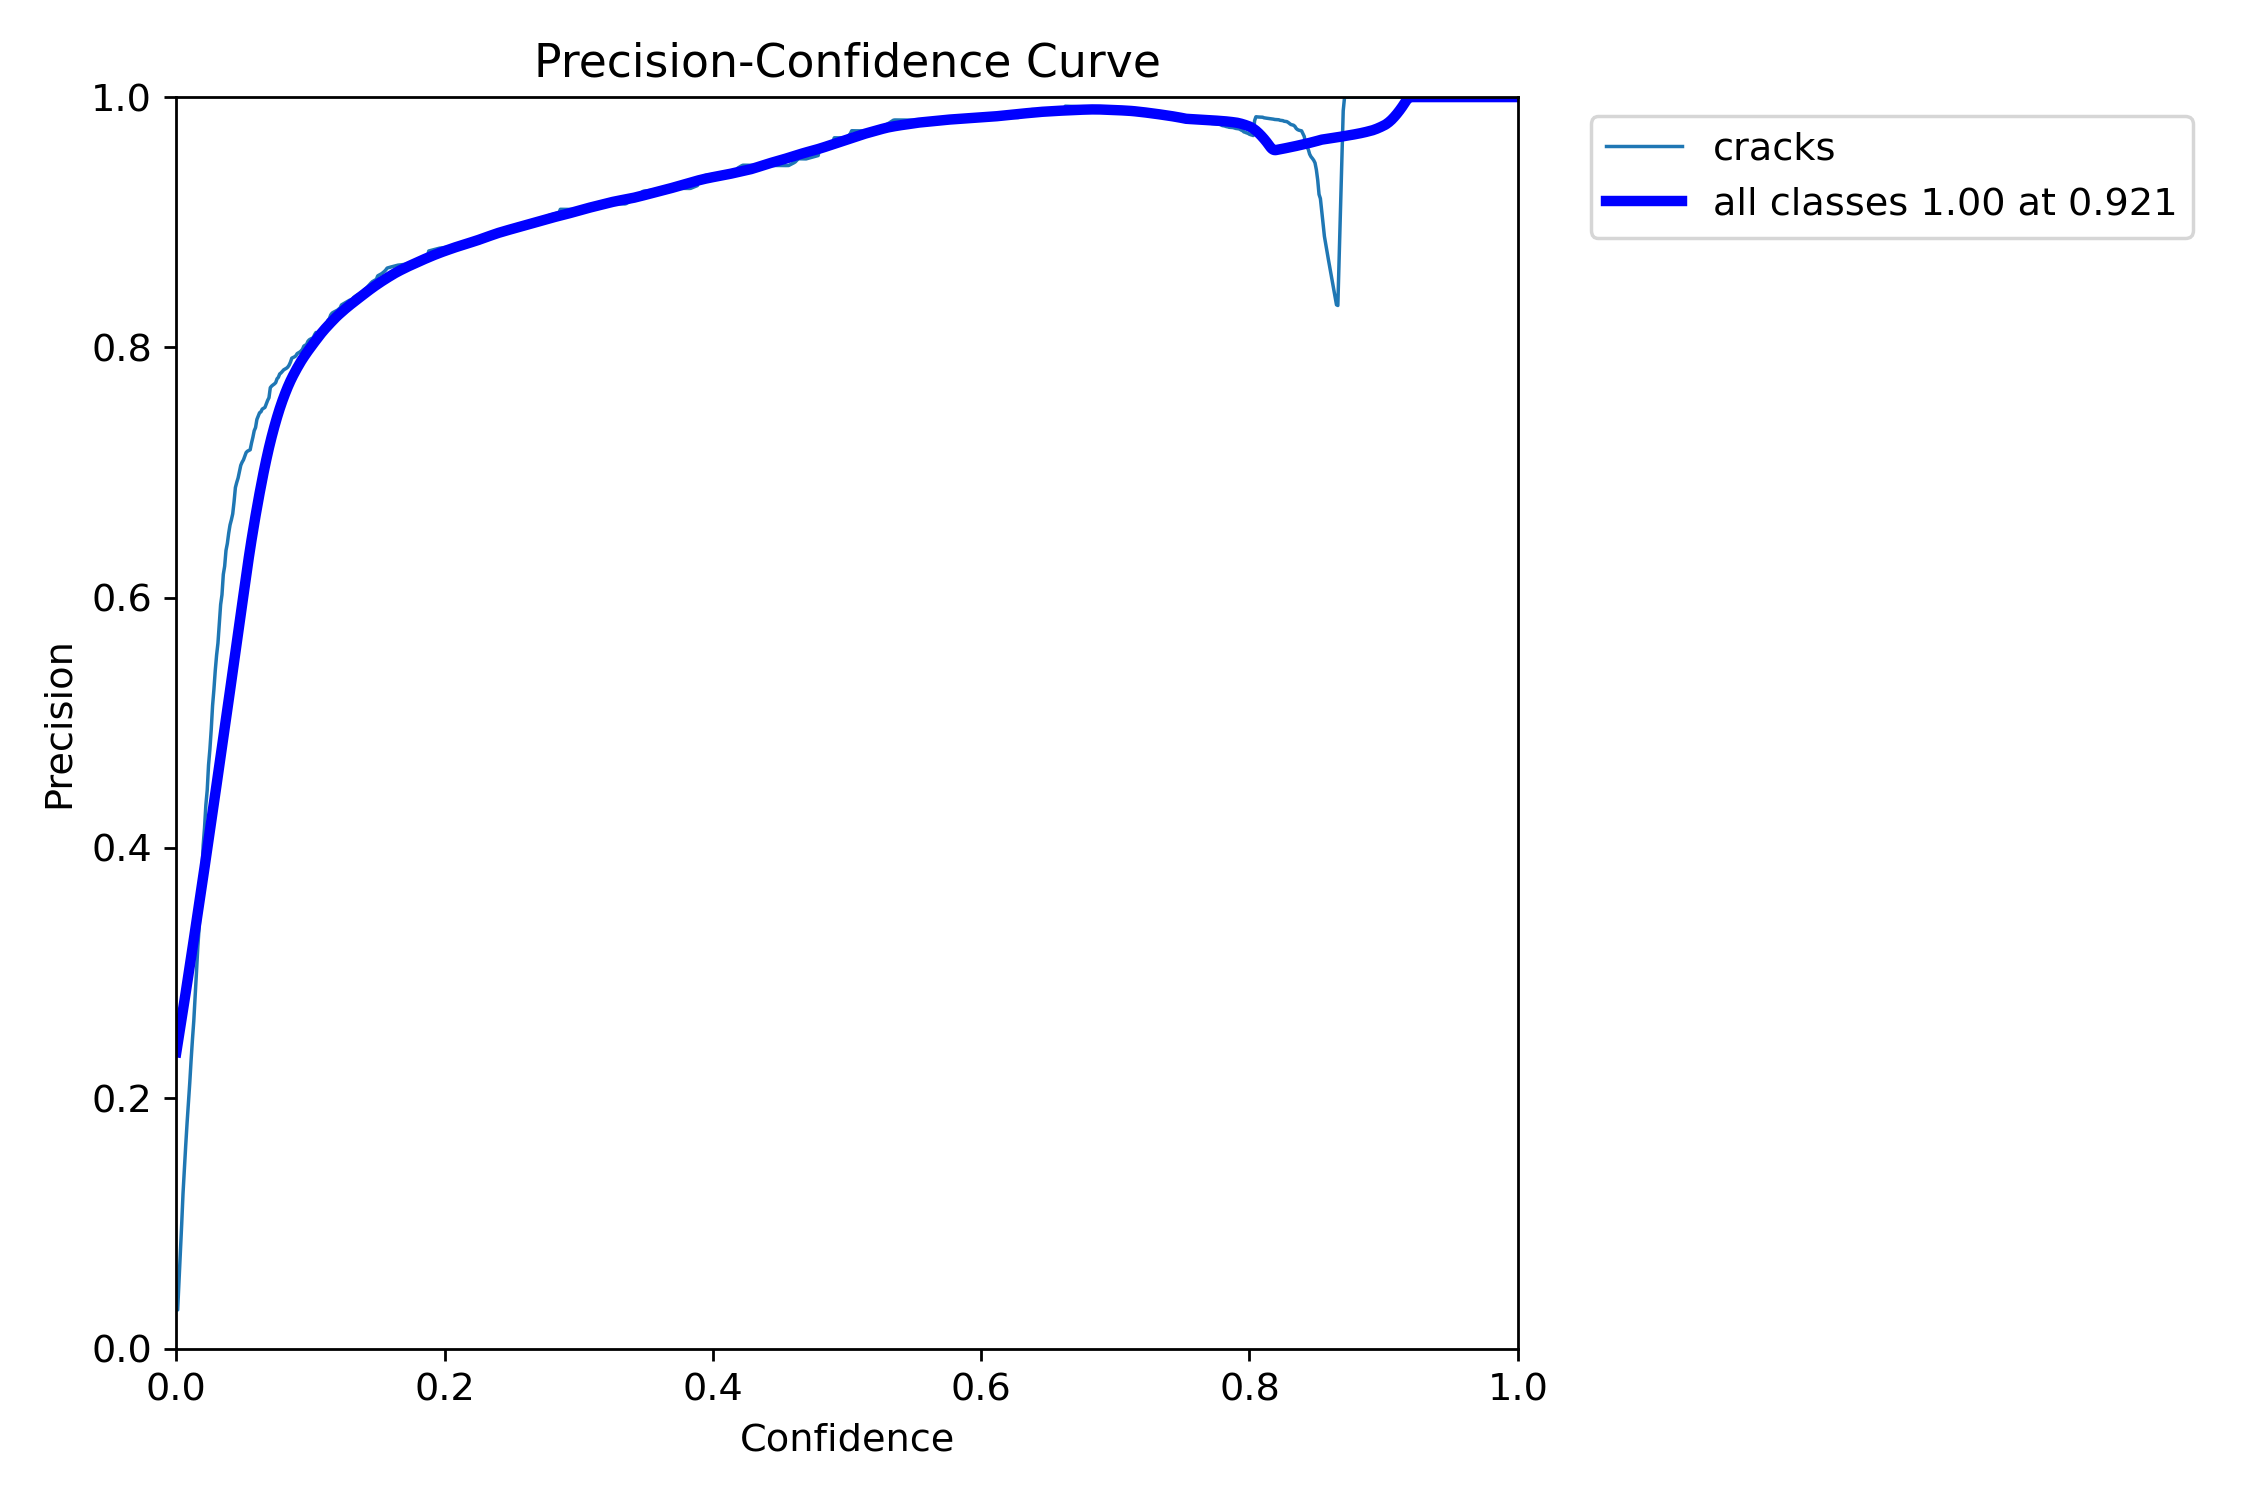 Precision-Confidence Curve
1.0
0.8
0.6
0.4
0.2
0.0
Precision
0.0 0.2 0.4 0.6 0.8 1.0
Confidence
cracks
all classes 1.00 at 0.921